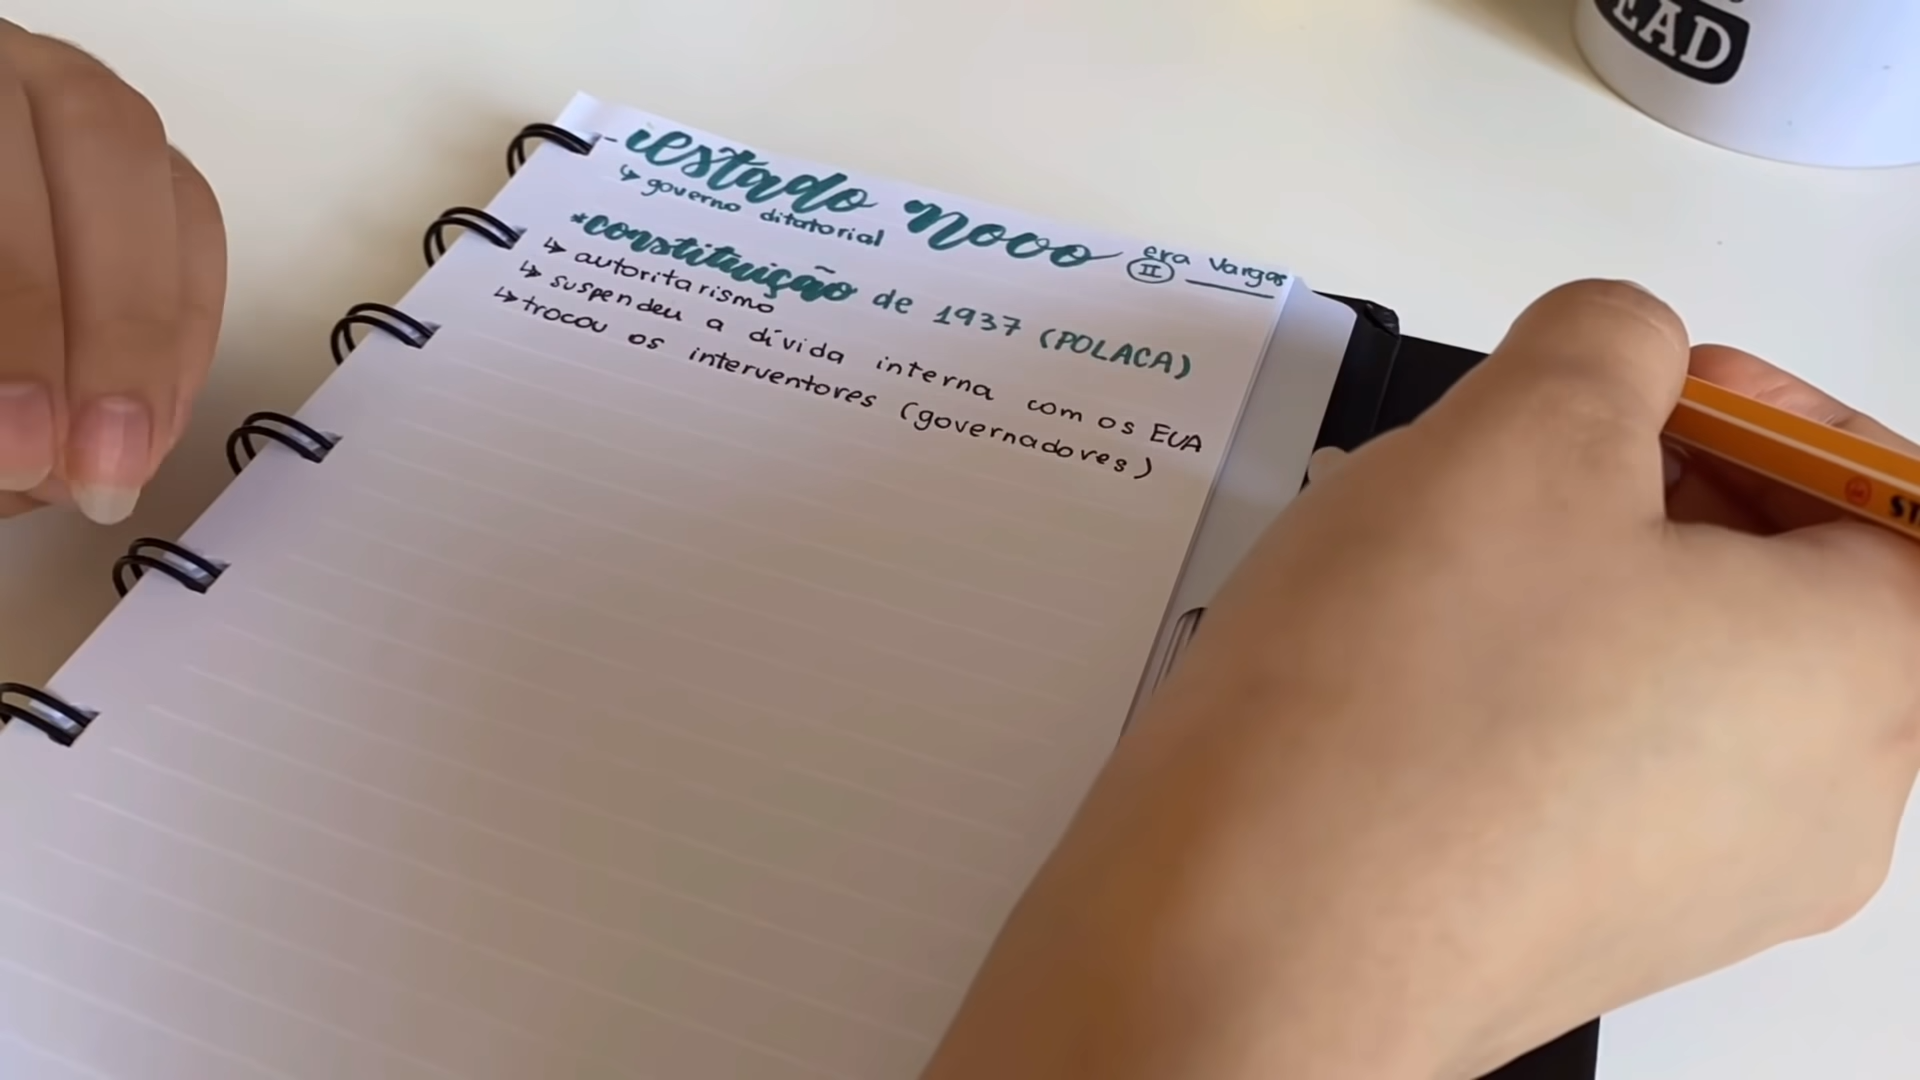 - Estado Novo era Vargas II
↳ governo ditatorial
*constituição de 1937 (POLACA)
↳ autoritarismo
↳ suspendeu a dívida interna com os EUA
↳ trocou os interventores (governadores)
EAD